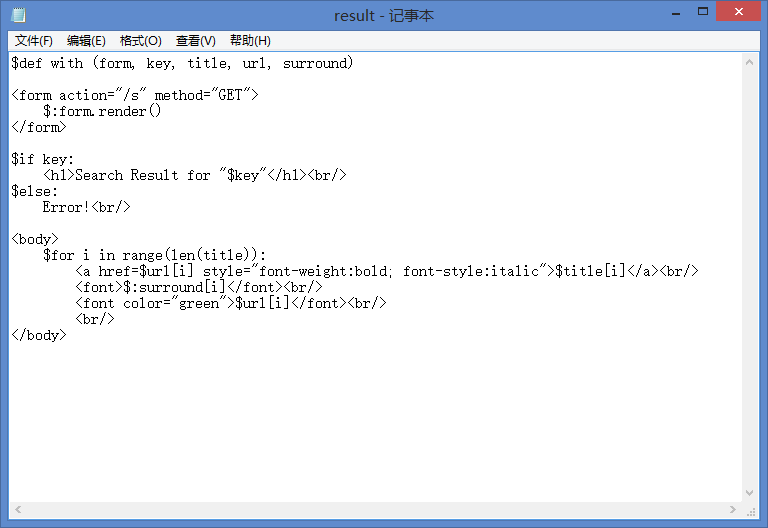 result - 记事本
文件(F) 编辑(E) 格式(O) 查看(V) 帮助(H)
$def with (form, key, title, url, surround)
<form action="/s" method="GET">
    $:form.render()
</form>
$if key:
    <h1>Search Result for "$key"</h1><br/>
$else:
    Error!<br/>
<body>
    $for i in range(len(title)):
        <a href=$url[i] style="font-weight:bold; font-style:italic">$title[i]</a><br/>
        <font>$:surround[i]</font><br/>
        <font color="green">$url[i]</font><br/>
        <br/>
</body>